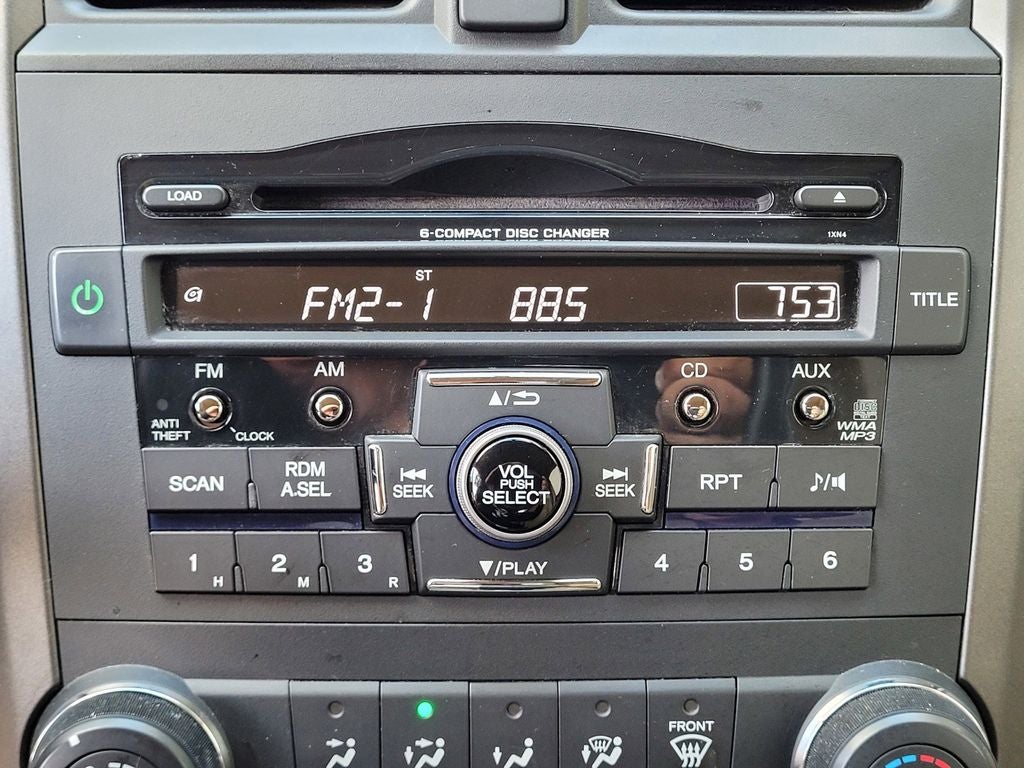 LOAD
6-COMPACT DISC CHANGER
1XN4
ST
FM2-1 88.5 753
TITLE
FM AM CD AUX
ANTI
THEFT
CLOCK
WMA
MP3
SCAN
RDM
A.SEL
SEEK
VOL
PUSH
SELECT
SEEK
RPT
1 H
2 M
3 R
/PLAY
4
5
6
FRONT